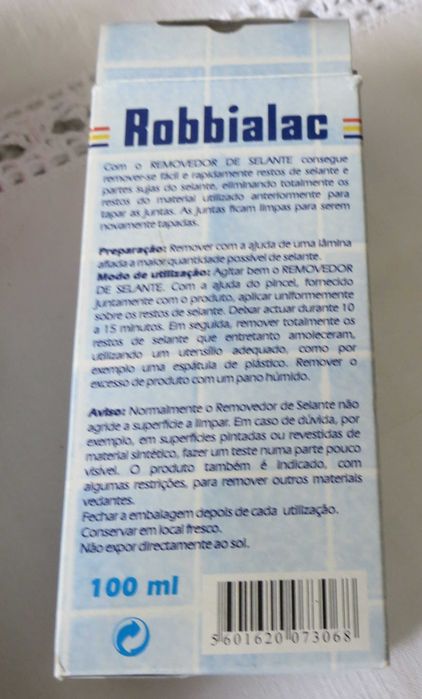 Robbialac
Com o REMOVEDOR DE SELANTE consegue
remover-se fácil e rapidamente restos de selante e
partes sujas do selante, eliminando totalmente os
restos do material utilizado anteriormente para
tapar as juntas. As juntas ficam limpas para serem
novamente tapadas.
Preparação: Remover com a ajuda de uma lâmina
afiada a maior quantidade possível de selante.
Modo de utilização: Agitar bem o REMOVEDOR
DE SELANTE. Com a ajuda do pincel, fornecido
juntamente com o produto, aplicar uniformemente
sobre os restos de selante. Deixar actuar durante 10
a 15 minutos. Em seguida, remover totalmente os
restos de selante que entretanto amoleceram,
utilizando um utensílio adequado, como por
exemplo uma espátula de plástico. Remover o
excesso de produto com um pano húmido.
Aviso: Normalmente o Removedor de Selante não
agride a superfície a limpar. Em caso de dúvida, por
exemplo, em superfícies pintadas ou revestidas de
material sintético, fazer um teste numa parte pouco
visível. O produto também é indicado, com
algumas restrições, para remover outros materiais
vedantes.
Fechar a embalagem depois de cada utilização.
Conservar em local fresco.
Não expor directamente ao sol.
100 ml
5 601620 073068